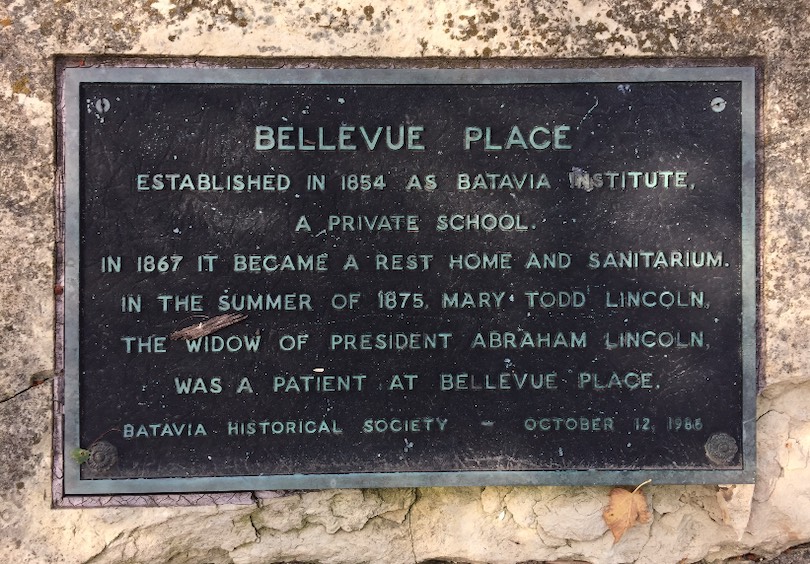 BELLEVUE PLACE
ESTABLISHED IN 1854 AS BATAVIA INSTITUTE,
A PRIVATE SCHOOL.
IN 1867 IT BECAME A REST HOME AND SANITARIUM.
IN THE SUMMER OF 1875, MARY TODD LINCOLN,
THE WIDOW OF PRESIDENT ABRAHAM LINCOLN,
WAS A PATIENT AT BELLEVUE PLACE.
BATAVIA HISTORICAL SOCIETY - OCTOBER 12, 1986